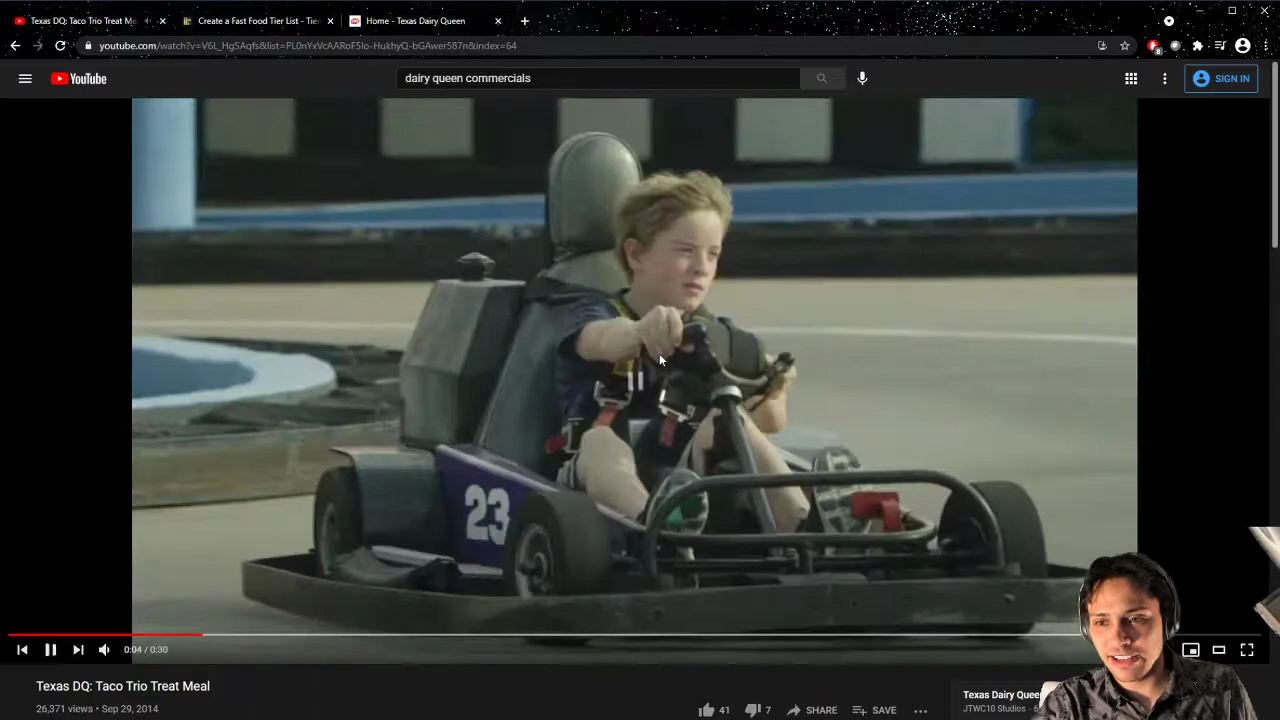 Texas DQ: Taco Trio Treat M
Create a Fast Food Tier List - Tier
Home - Texas Dairy Queen
youtube.com/watch?v=V6L_HgSAqfs&list=PL0nYxVcAARoF5Io-HukhyQ-bGAwer587n&index=64
YouTube
dairy queen commercials
SIGN IN
23
0:04 / 0:30
Texas DQ: Taco Trio Treat Meal
26,371 views • Sep 29, 2014
41
7
SHARE
SAVE
Texas Dairy Quee
JTWC10 Studios